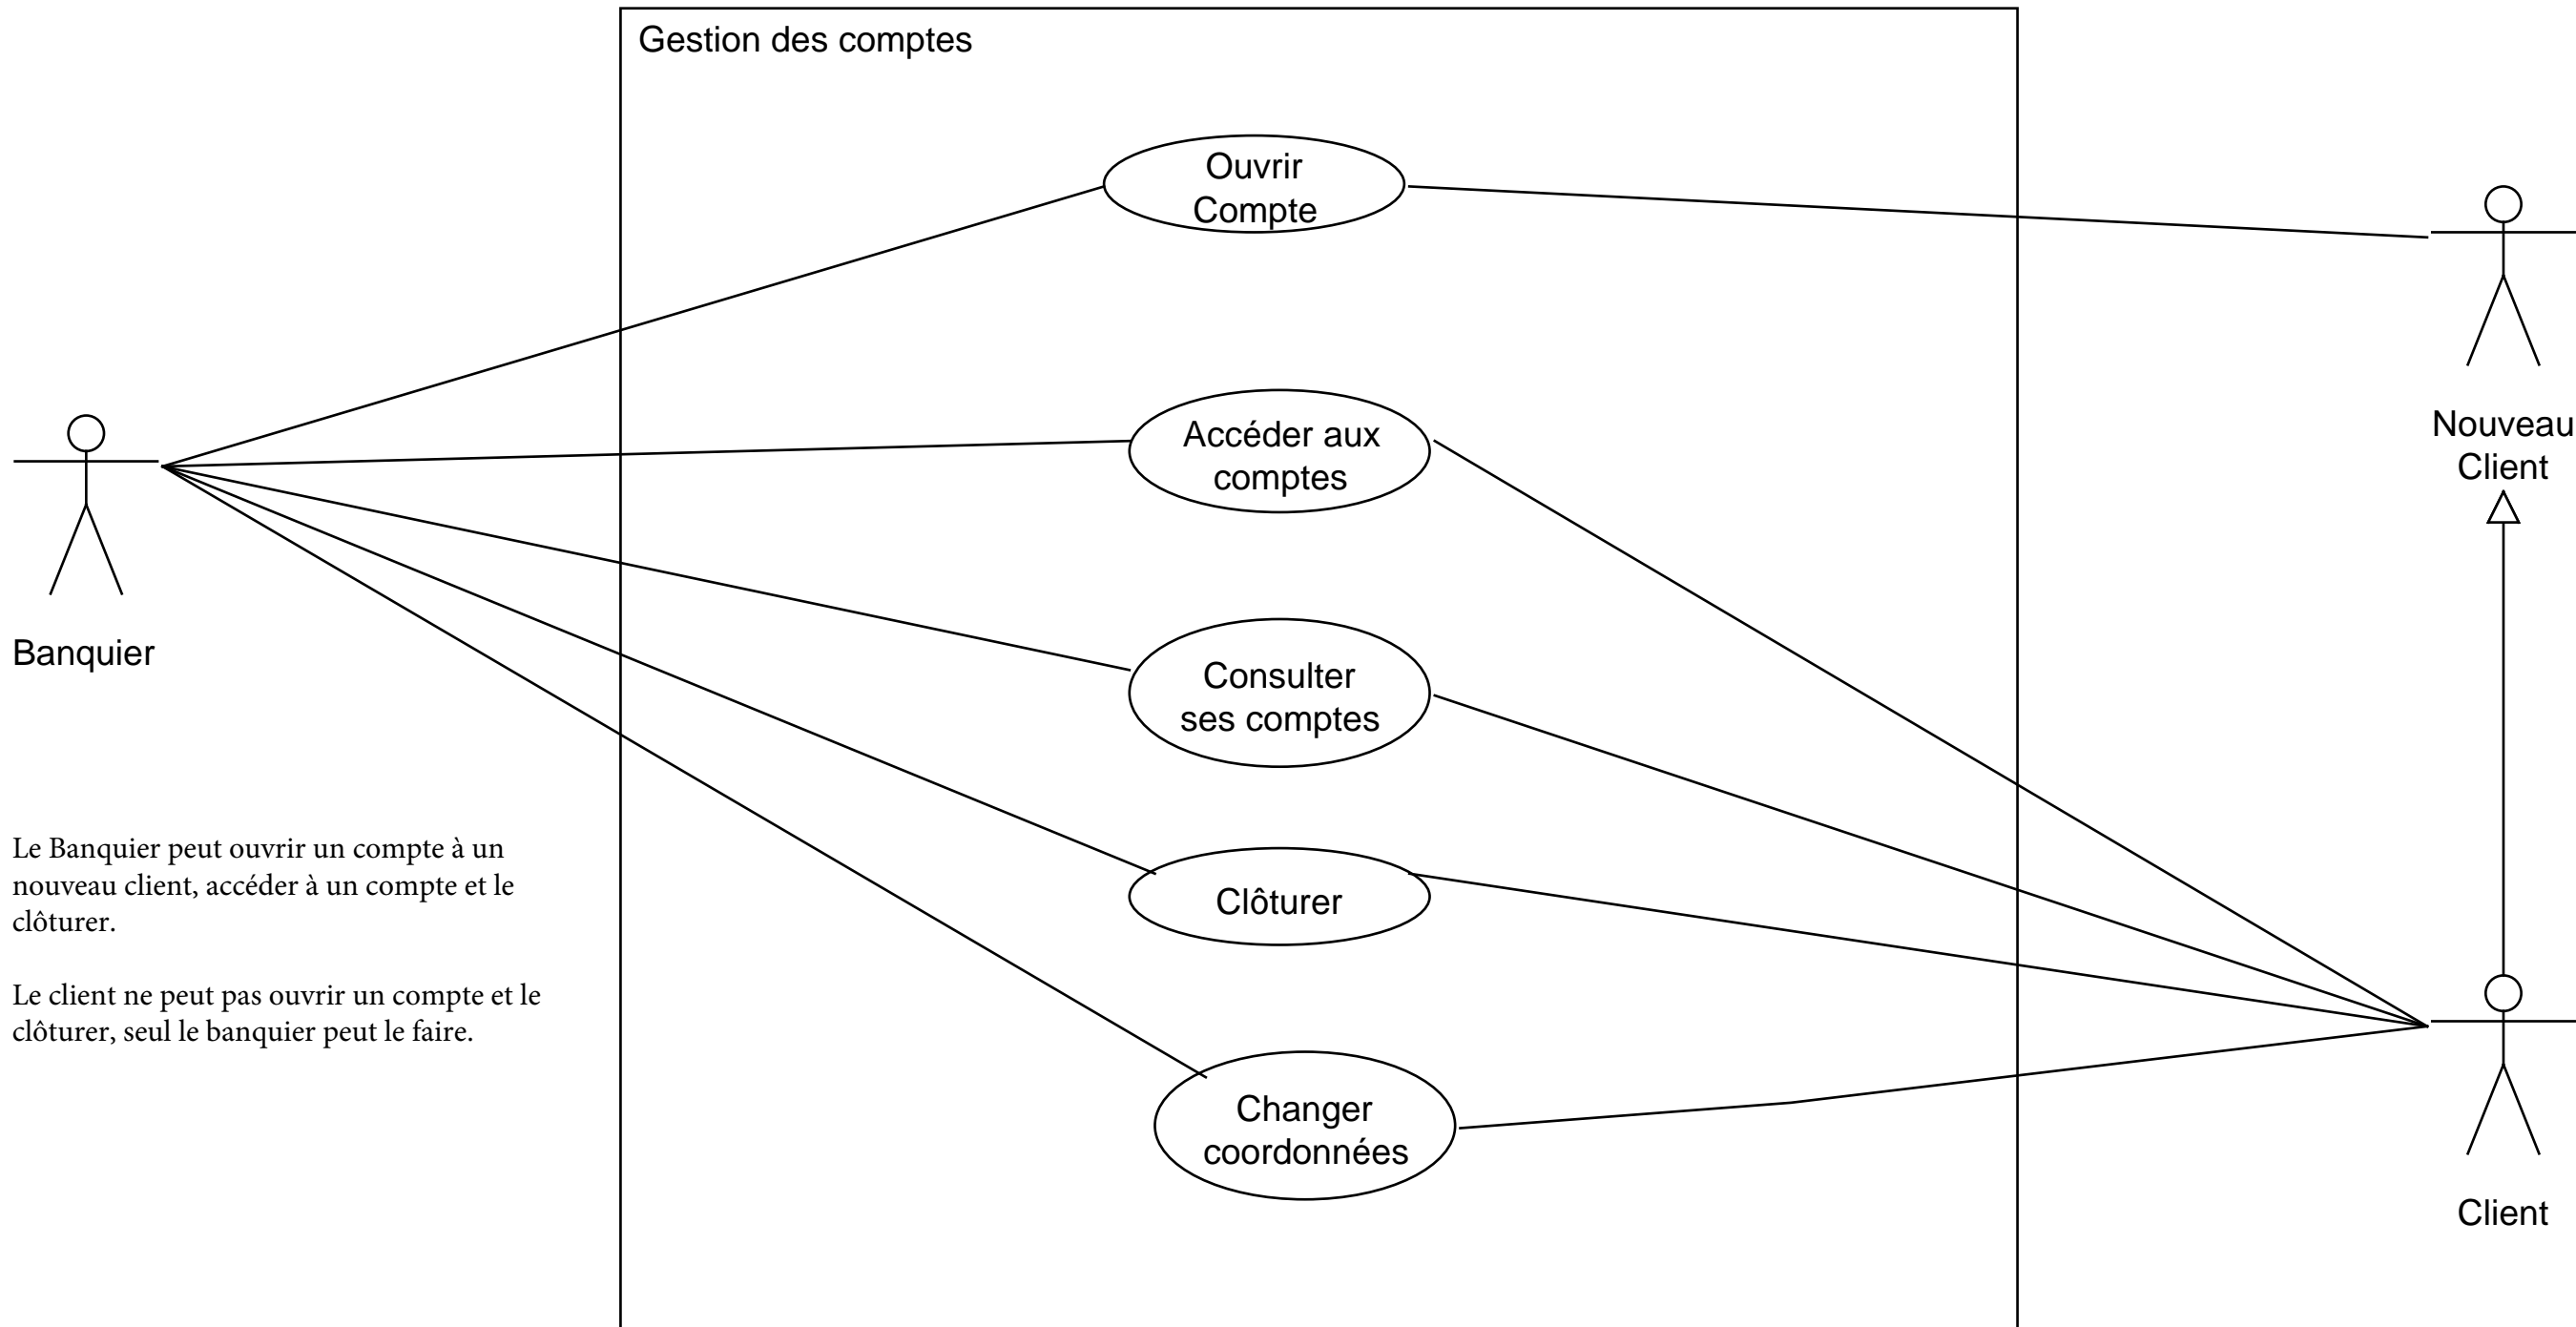 Gestion des comptes
Ouvrir
Compte
Nouveau
Client
Accéder aux
comptes
Banquier
Consulter
ses comptes
Le Banquier peut ouvrir un compte à un
nouveau client, accéder à un compte et le
clôturer.
Clôturer
Le client ne peut pas ouvrir un compte et le
clôturer, seul le banquier peut le faire.
Changer
coordonnées
Client